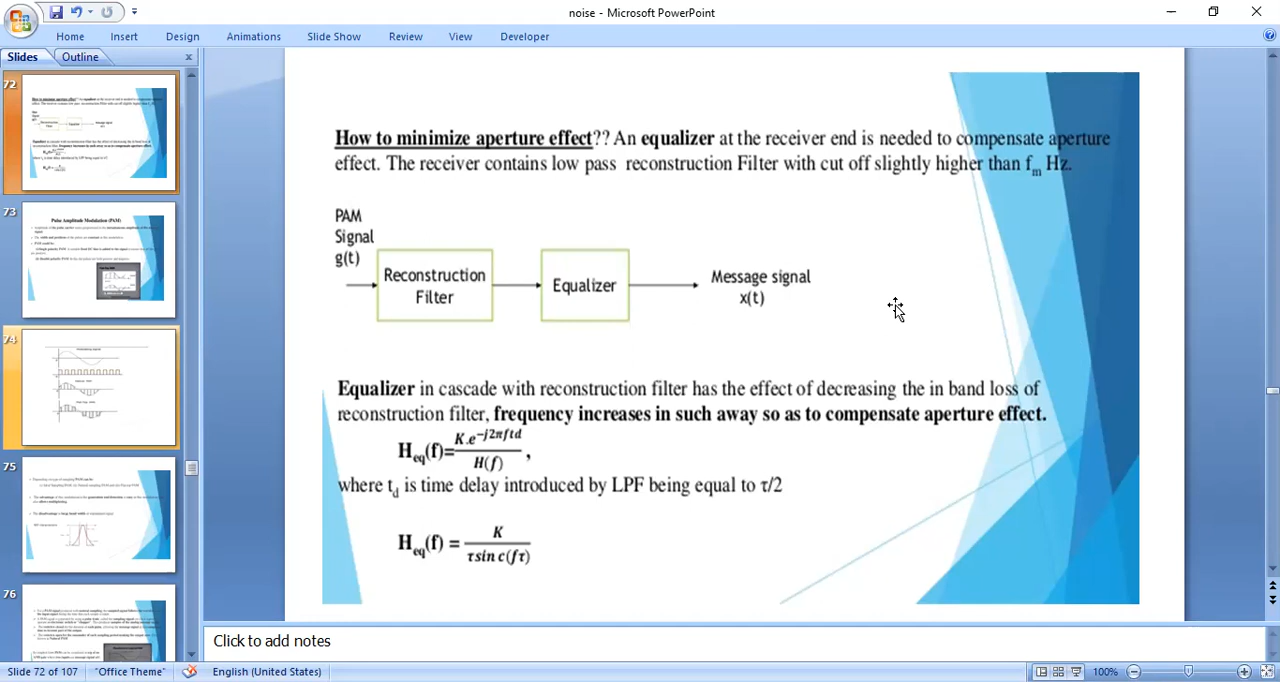 noise - Microsoft PowerPoint
Home Insert Design Animations Slide Show Review View Developer
Slides Outline
72
73
Pulse Amplitude Modulation (PAM)
74
75
76
How to minimize aperture effect?? An equalizer at the receiver end is needed to compensate aperture
effect. The receiver contains low pass reconstruction Filter with cut off slightly higher than fm Hz.
PAM
Signal
g(t)
Reconstruction
Filter
Equalizer
Message signal
x(t)
Equalizer in cascade with reconstruction filter has the effect of decreasing the in band loss of
reconstruction filter, frequency increases in such away so as to compensate aperture effect.
Heq(f)=K.e^-j2πftd / H(f) ,
where td is time delay introduced by LPF being equal to τ/2
Heq(f) = K / τsin c(fτ)
Click to add notes
Slide 72 of 107 "Office Theme" English (United States) 100%